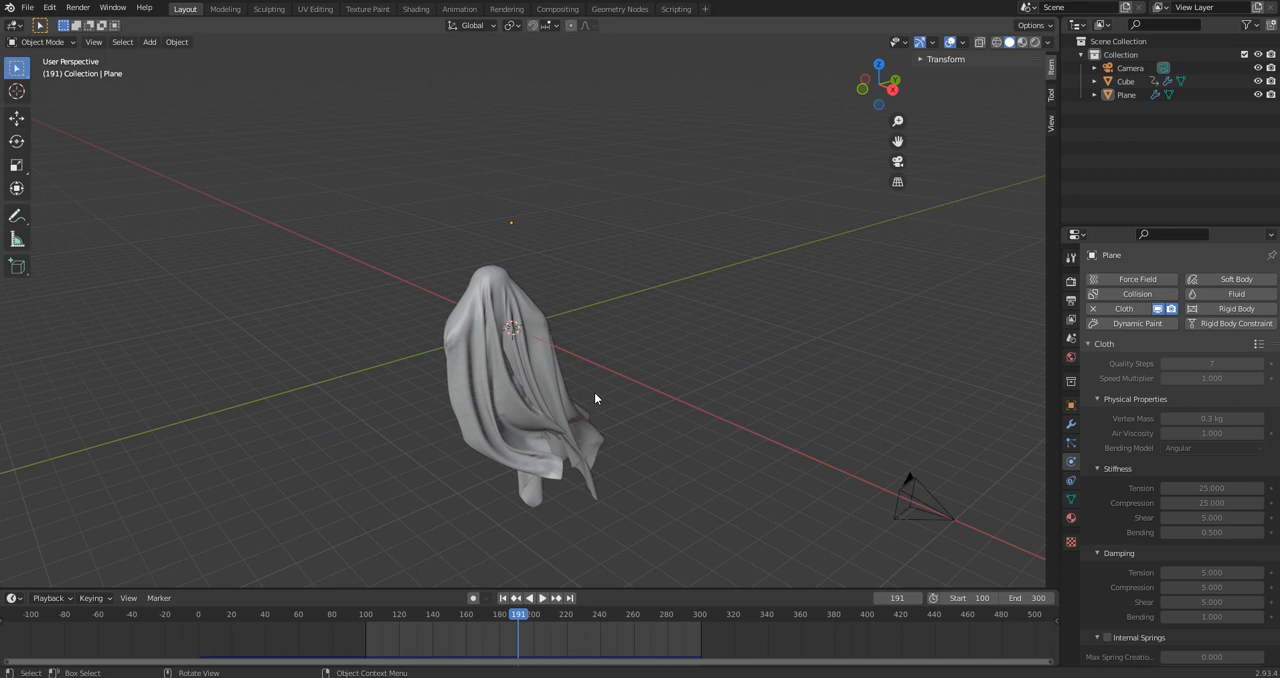 File Edit Render Window Help Layout Modeling Sculpting UV Editing Texture Paint Shading Animation Rendering Compositing Geometry Nodes Scripting + Scene View Layer
Global Options
Object Mode View Select Add Object
User Perspective
(191) Collection | Plane
Transform
Item
Tool
View
Z
Y
X
Scene Collection
Collection
Camera
Cube
Plane
Plane
Force Field Soft Body
Collision Fluid
Cloth Rigid Body
Dynamic Paint Rigid Body Constraint
Cloth
Quality Steps 7
Speed Multiplier 1.000
Physical Properties
Vertex Mass 0.3 kg
Air Viscosity 1.000
Bending Model Angular
Stiffness
Tension 25.000
Compression 25.000
Shear 5.000
Bending 0.500
Damping
Tension 5.000
Compression 5.000
Shear 5.000
Bending 1.000
Internal Springs
Max Spring Creatio... 0.000
Playback Keying View Marker 191 Start 100 End 300
-100 -80 -60 -40 -20 0 20 40 60 80 100 120 140 160 180 191 200 220 240 260 280 300 320 340 360 380 400 420 440 460 480 500
Select Box Select Rotate View Object Context Menu 2.93.4